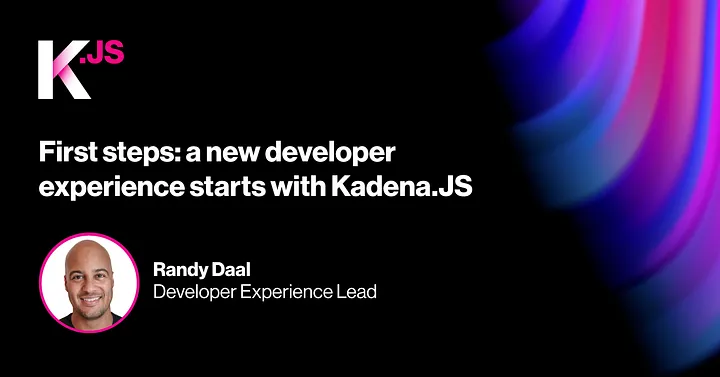 K.JS
First steps: a new developer
experience starts with Kadena.JS
Randy Daal
Developer Experience Lead